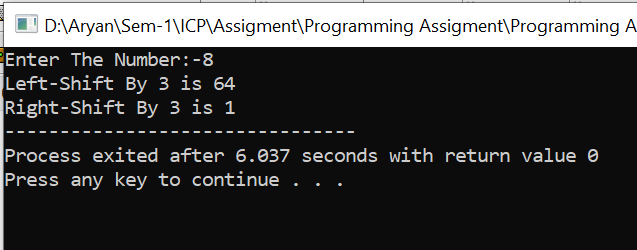 D:\Aryan\Sem-1\ICP\Assigment\Programming Assigment\Programming A
Enter The Number:-8
Left-Shift By 3 is 64
Right-Shift By 3 is 1
--------------------------------
Process exited after 6.037 seconds with return value 0
Press any key to continue . . .